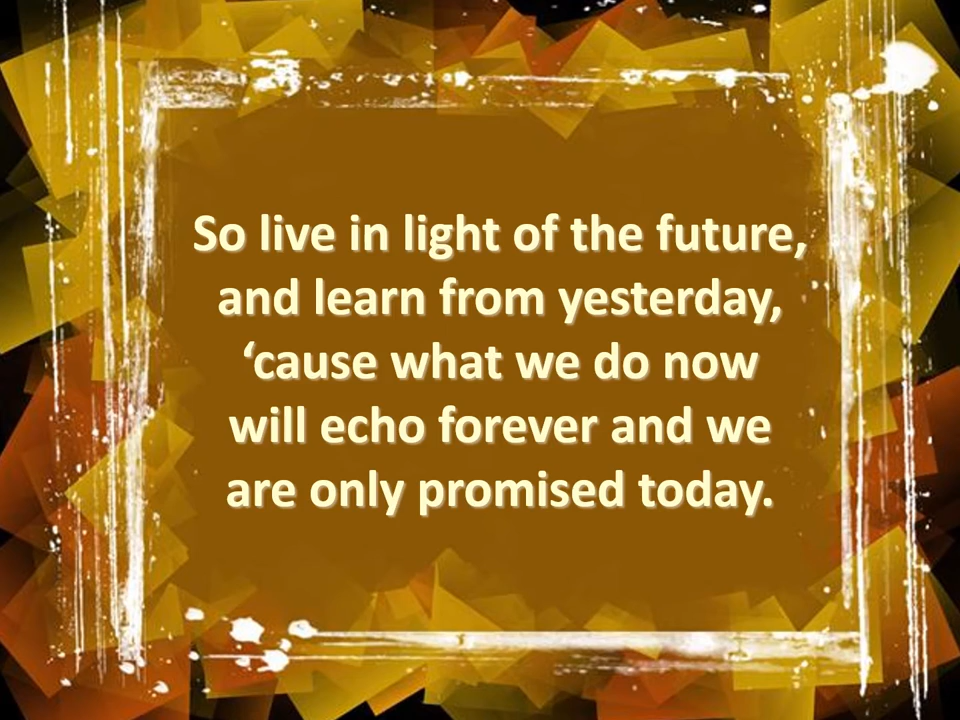 So live in light of the future,
and learn from yesterday,
‘cause what we do now
will echo forever and we
are only promised today.